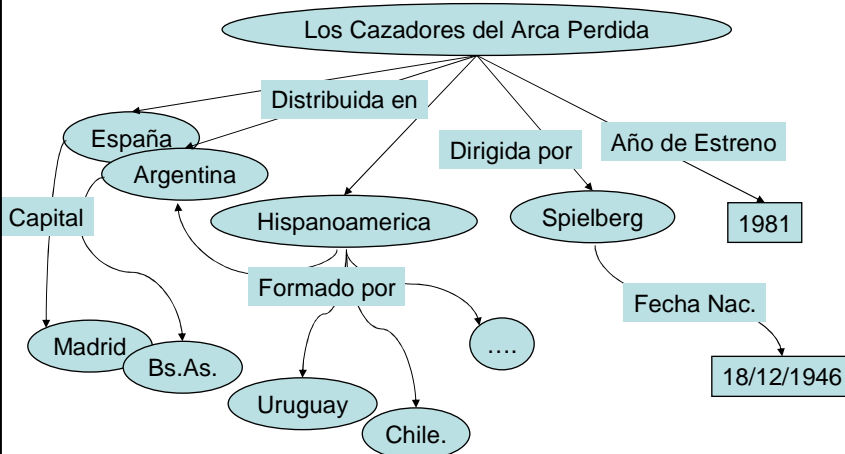 Los Cazadores del Arca Perdida
Distribuida en
España
Año de Estreno
Dirigida por
Argentina
Capital
Hispanoamerica
Spielberg
1981
Formado por
Fecha Nac.
Madrid
Bs.As.
....
18/12/1946
Uruguay
Chile.